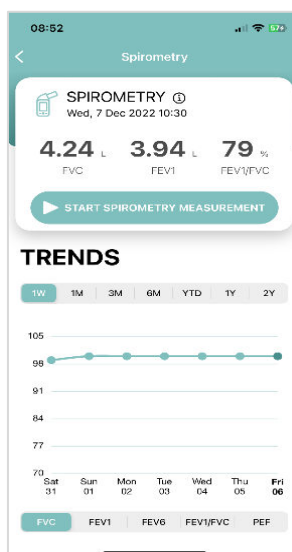 08:52 57
Spirometry
SPIROMETRY
Wed, 7 Dec 2022 10:30
4.24 L 3.94 L 79 %
FVC FEV1 FEV1/FVC
START SPIROMETRY MEASUREMENT
TRENDS
1W 1M 3M 6M YTD 1Y 2Y
105
98
91
84
77
70
Sat Sun Mon Tue Wed Thu Fri
31 01 02 03 04 05 06
FVC FEV1 FEV6 FEV1/FVC PEF